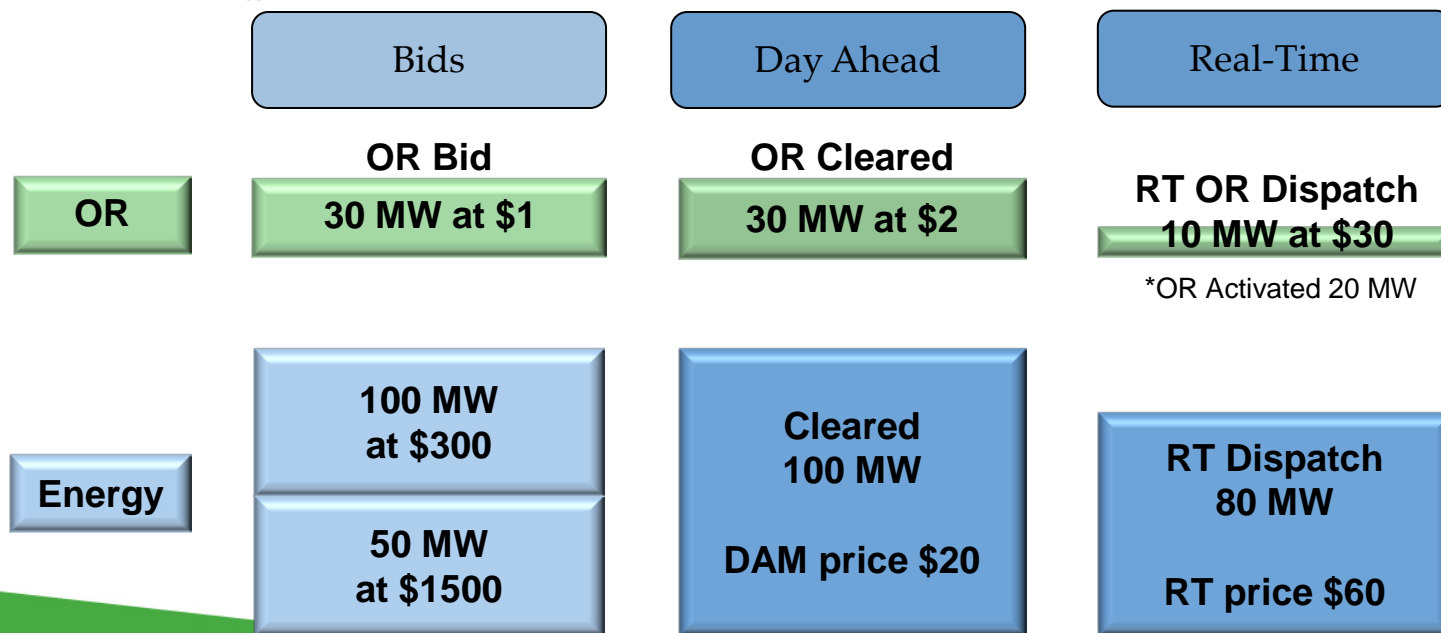 Bids
Day Ahead
Real-Time
OR
OR Bid
30 MW at $1
OR Cleared
30 MW at $2
RT OR Dispatch
10 MW at $30
*OR Activated 20 MW
Energy
100 MW
at $300
50 MW
at $1500
Cleared
100 MW
DAM price $20
RT Dispatch
80 MW
RT price $60